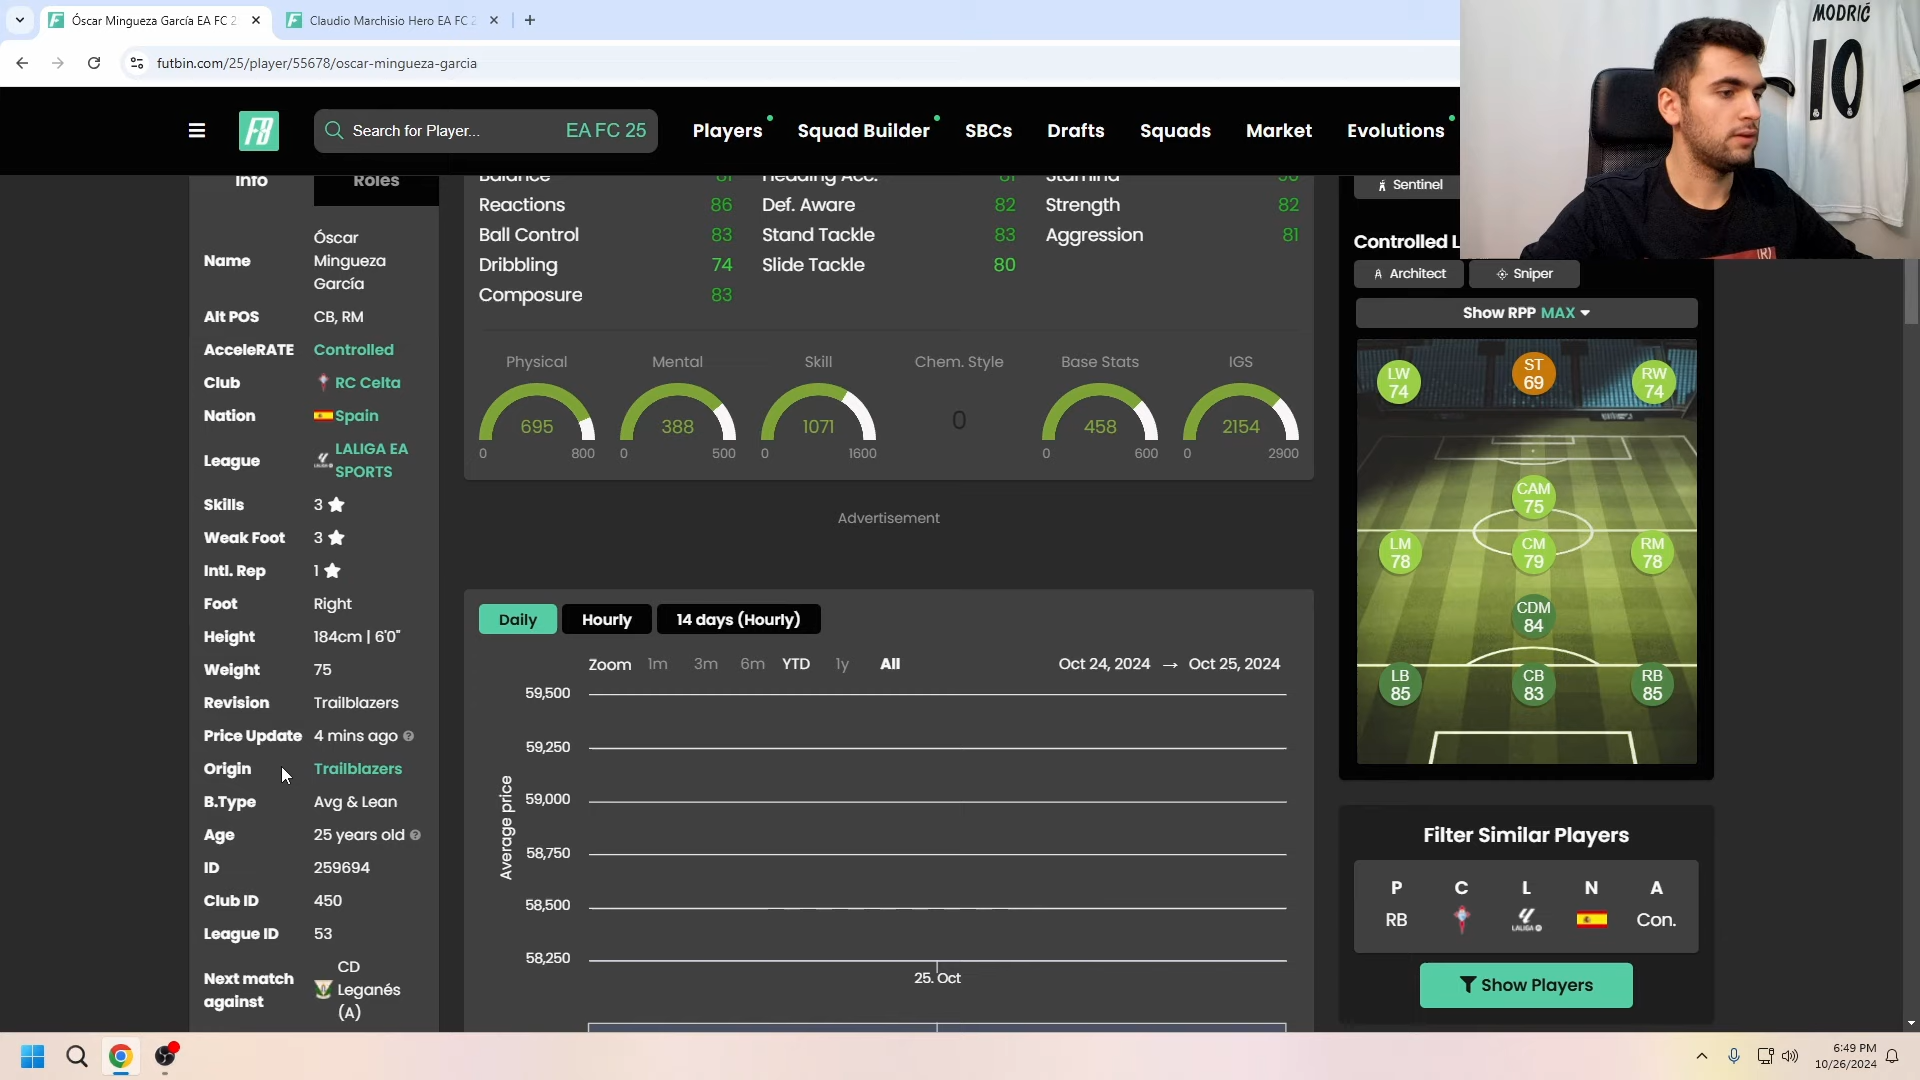 Óscar Mingueza García EA FC 2
Claudio Marchisio Hero EA FC 2
futbin.com/25/player/55678/oscar-mingueza-garcia
MODRIĆ
10
Search for Player...
EA FC 25
Players
Squad Builder
SBCs
Drafts
Squads
Market
Evolutions
Info
Roles
Name
Óscar
Mingueza
García
Alt POS
CB, RM
AcceleRATE
Controlled
Club
RC Celta
Nation
Spain
League
LALIGA EA
SPORTS
Skills
3
Weak Foot
3
Intl. Rep
1
Foot
Right
Height
184cm | 6'0"
Weight
75
Revision
Trailblazers
Price Update
4 mins ago
Origin
Trailblazers
B.Type
Avg & Lean
Age
25 years old
ID
259694
Club ID
450
League ID
53
Next match
against
CD
Leganés
(A)
Balance
Heading Acc.
Stamina
Reactions 86
Def. Aware 82
Strength 82
Ball Control 83
Stand Tackle 83
Aggression 81
Dribbling 74
Slide Tackle 80
Composure 83
Physical
695
0 800
Mental
388
0 500
Skill
1071
0 1600
Chem. Style
0
Base Stats
458
0 600
IGS
2154
0 2900
Advertisement
Daily
Hourly
14 days (Hourly)
Zoom 1m 3m 6m YTD 1y All
Oct 24, 2024 → Oct 25, 2024
Average price
59,500
59,250
59,000
58,750
58,500
58,250
25. Oct
Sentinel
Controlled L
Architect
Sniper
Show RPP MAX
LW
74
ST
69
RW
74
CAM
75
LM
78
CM
79
RM
78
CDM
84
LB
85
CB
83
RB
85
Filter Similar Players
P C L N A
RB
LALIGA
Con.
Show Players
6:49 PM
10/26/2024